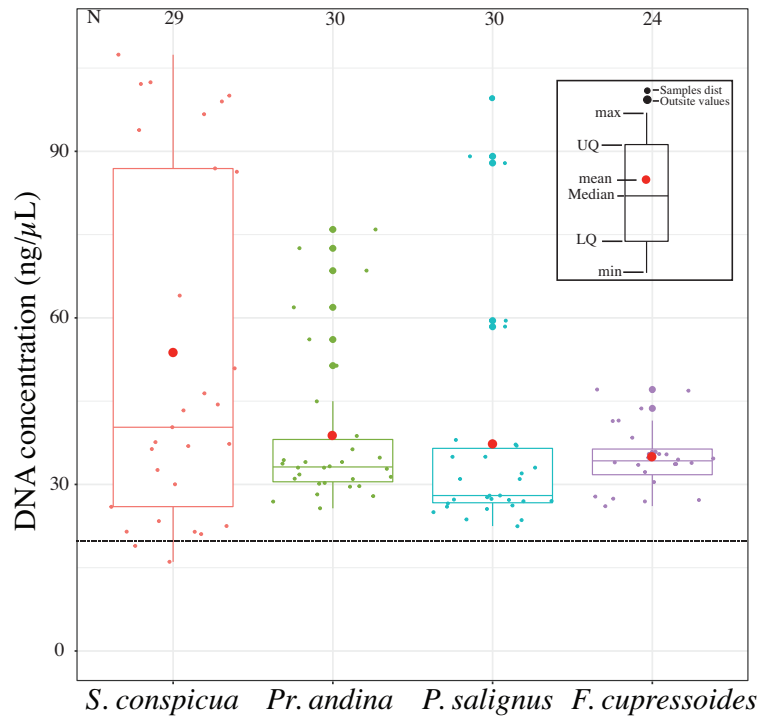 N 29 30 30 24
Samples dist
Outsite values
max
UQ
mean
Median
LQ
min
90
60
30
0
DNA concentration (ng/µL)
S. conspicua Pr. andina P. salignus F. cupressoides